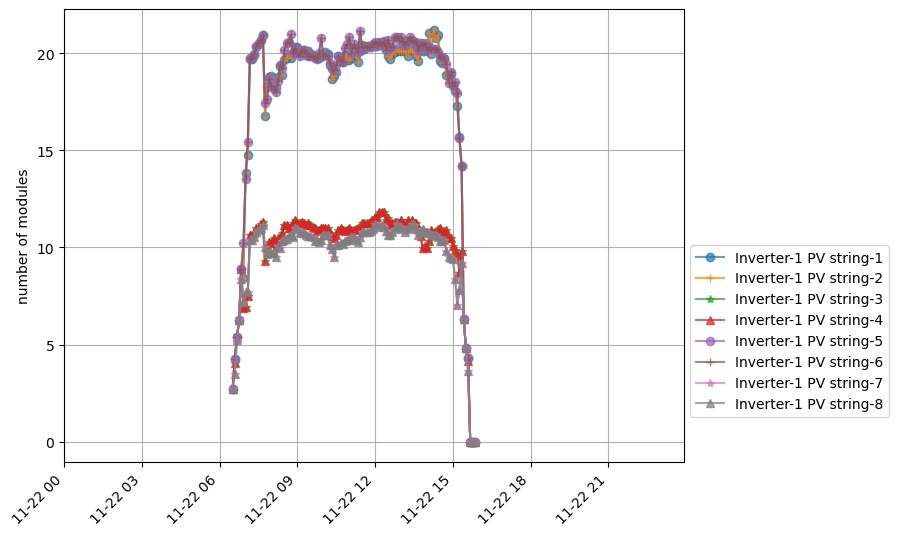 20
15
10
5
0
number of modules
11-22 00
11-22 03
11-22 06
11-22 09
11-22 12
11-22 15
11-22 18
11-22 21
Inverter-1 PV string-1
Inverter-1 PV string-2
Inverter-1 PV string-3
Inverter-1 PV string-4
Inverter-1 PV string-5
Inverter-1 PV string-6
Inverter-1 PV string-7
Inverter-1 PV string-8